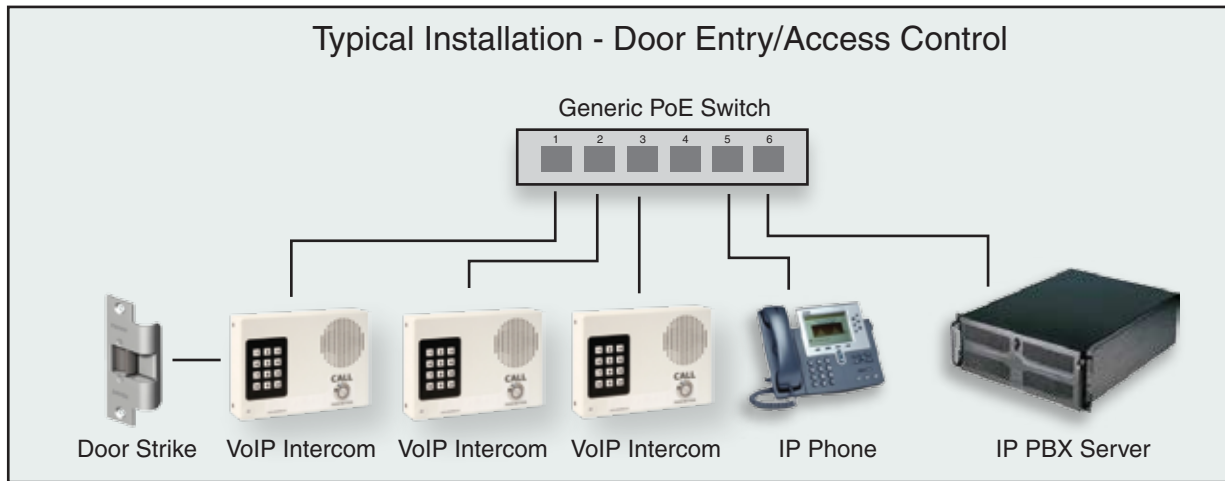 Typical Installation - Door Entry/Access Control
Generic PoE Switch
1 2 3 4 5 6
CALL
CALL
CALL
Door Strike VoIP Intercom VoIP Intercom VoIP Intercom IP Phone IP PBX Server